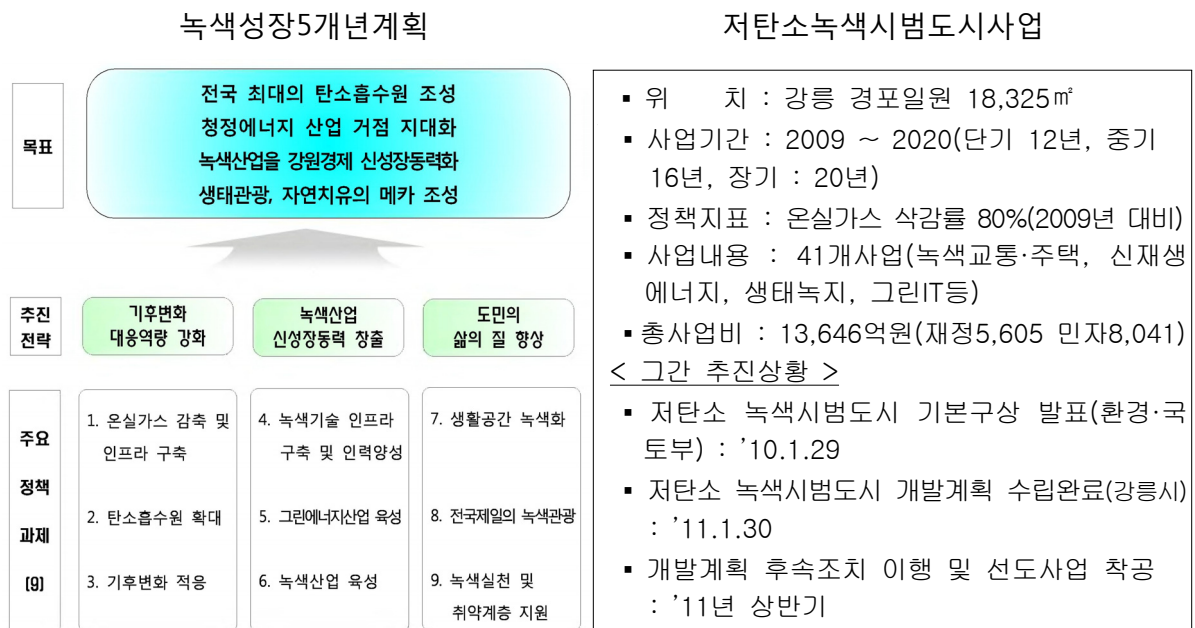 녹색성장5개년계획
목표
전국 최대의 탄소흡수원 조성
청정에너지 산업 거점 지대화
녹색산업을 강원경제 신성장동력화
생태관광, 자연치유의 메카 조성
추진
전략
기후변화
대응역량 강화
녹색산업
신성장동력 창출
도민의
삶의 질 향상
주요
정책
과제
(9)
1. 온실가스 감축 및
인프라 구축
2. 탄소흡수원 확대
3. 기후변화 적응
4. 녹색기술 인프라
구축 및 인력양성
5. 그린에너지산업 육성
6. 녹색산업 육성
7. 생활공간 녹색화
8. 전국제일의 녹색관광
9. 녹색실천 및
취약계층 지원
저탄소녹색시범도시사업
▪ 위 치 : 강릉 경포일원 18,325㎡
▪ 사업기간 : 2009 ~ 2020(단기 12년, 중기
16년, 장기 : 20년)
▪ 정책지표 : 온실가스 삭감률 80%(2009년 대비)
▪ 사업내용 : 41개사업(녹색교통·주택, 신재생
에너지, 생태녹지, 그린IT등)
▪ 총사업비 : 13,646억원(재정5,605 민자8,041)
< 그간 추진상황 >
▪ 저탄소 녹색시범도시 기본구상 발표(환경·국
토부) : ’10.1.29
▪ 저탄소 녹색시범도시 개발계획 수립완료(강릉시)
: ’11.1.30
▪ 개발계획 후속조치 이행 및 선도사업 착공
: ’11년 상반기